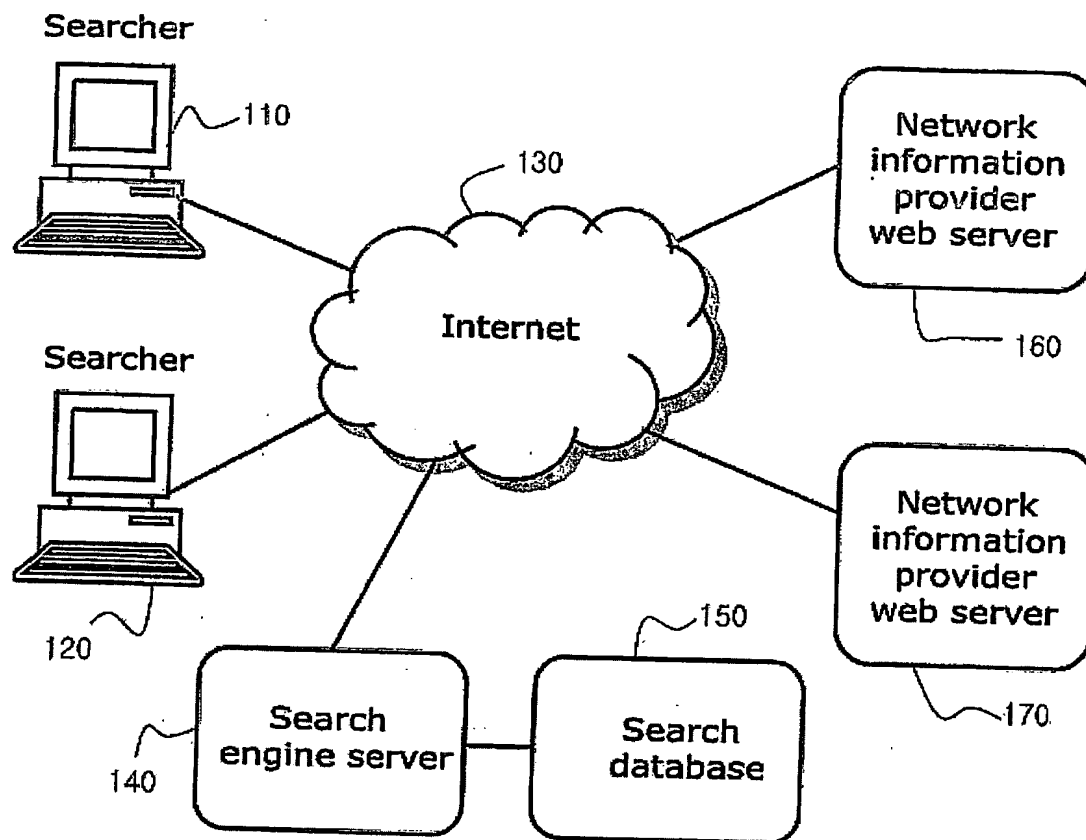 Searcher
110
130
Network
information
provider
web server
160
Internet
Searcher
120
Network
information
provider
web server
170
150
Search
engine server
140
Search
database